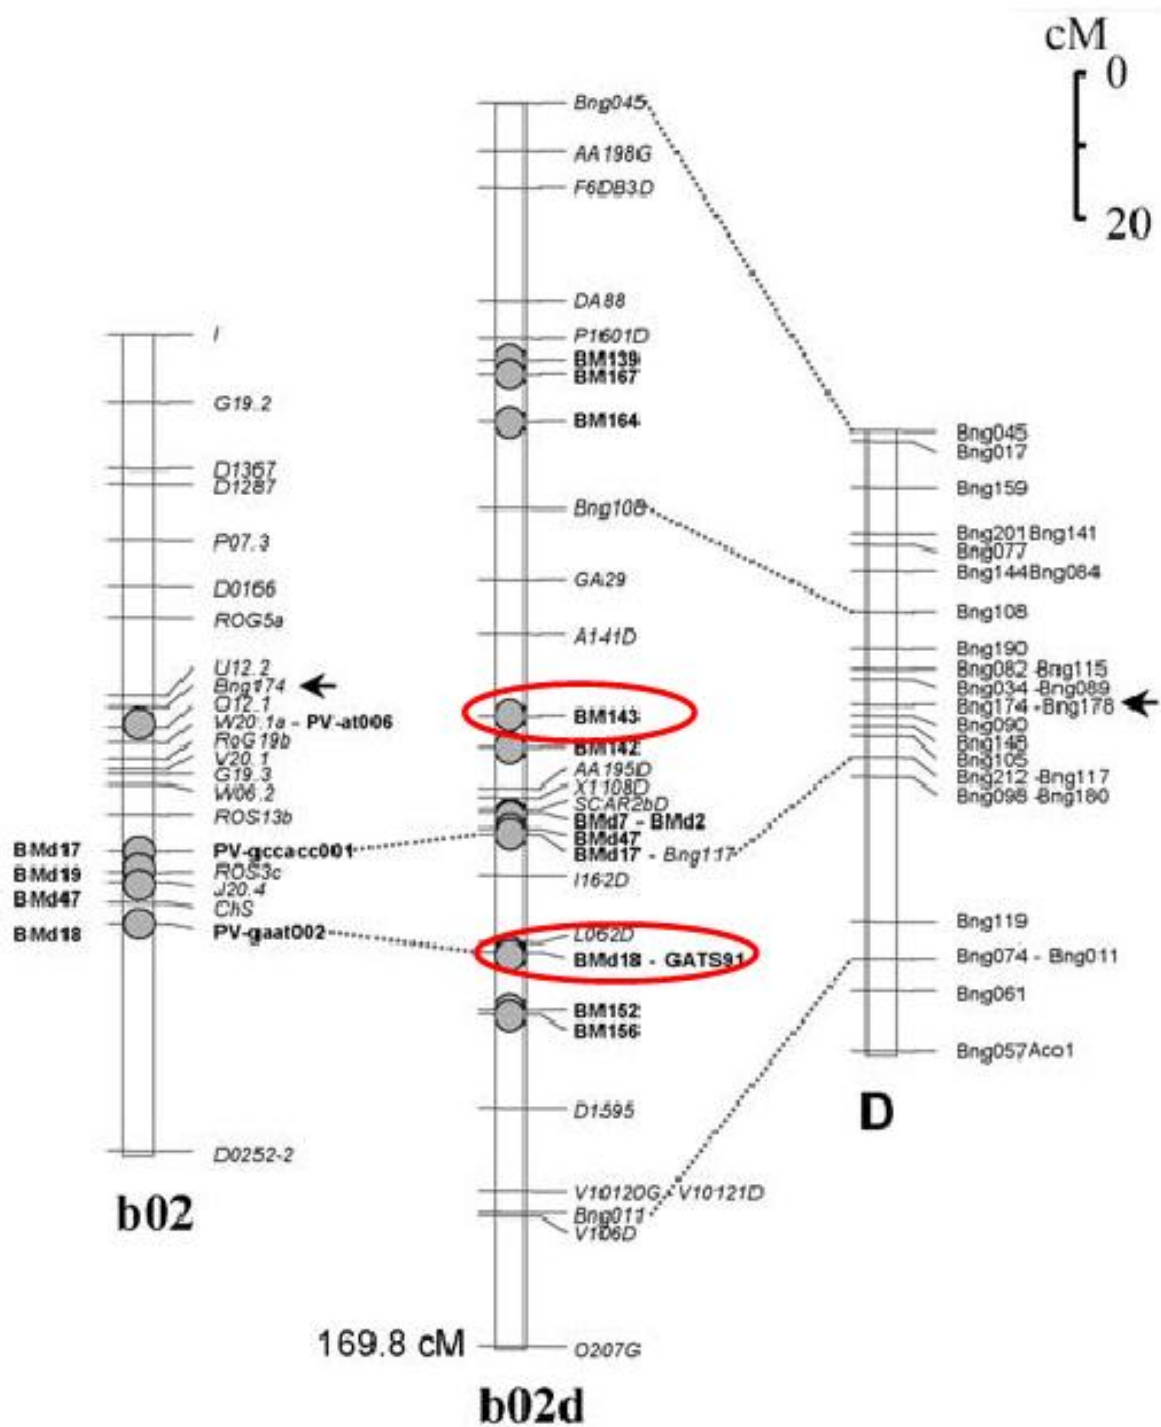 cM
0
20
I
G19.2
D1367
D1287
P07.3
D0166
ROG5a
U12.2
Bng174
O12.1
W20.1a - PV-at006
RoG19b
V20.1
G19.3
W06.2
ROS13b
BMd17 PV-gccacc001
BMd19 ROS3c
J20.4
BMd47 ChS
BMd18 PV-gaat002
D0252-2
b02
Bng045
AA198G
F6DB3D
DA88
P1601D
BM139
BM167
BM164
Bng108
GA29
A141D
BM143
BM142
AA195D
X1108D
SCAR2bD
BMd7 - BMd2
BMd47
BMd17 - Bng117
I162D
L062D
BMd18 - GATS91
BM152
BM156
D1595
V10120G - V10121D
Bng011
V106D
169.8 cM
O207G
b02d
Bng045
Bng017
Bng159
Bng201Bng141
Bng077
Bng144Bng084
Bng108
Bng190
Bng082 -Bng115
Bng034 -Bng089
Bng174 -Bng178
Bng090
Bng148
Bng105
Bng212 -Bng117
Bng098 -Bng180
Bng119
Bng074 - Bng011
Bng061
Bng057Aco1
D